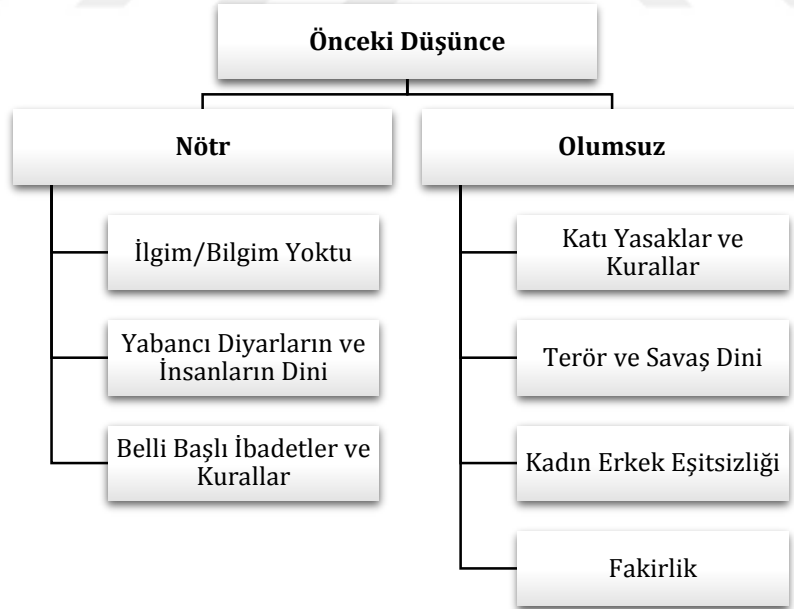 Önceki Düşünce
Nötr
İlgim/Bilgim Yoktu
Yabancı Diyarların ve
İnsanların Dini
Belli Başlı İbadetler ve
Kurallar
Olumsuz
Katı Yasaklar ve
Kurallar
Terör ve Savaş Dini
Kadın Erkek Eşitsizliği
Fakirlik